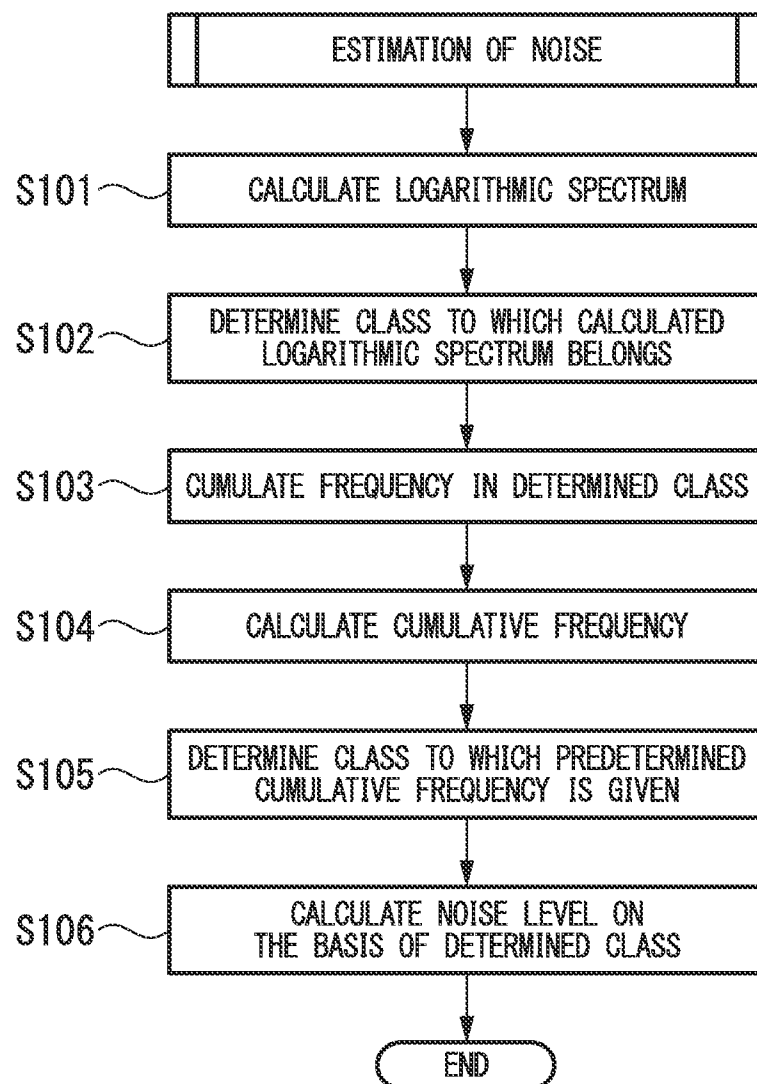 ESTIMATION OF NOISE
S101
CALCULATE LOGARITHMIC SPECTRUM
S102
DETERMINE CLASS TO WHICH CALCULATED
LOGARITHMIC SPECTRUM BELONGS
S103
CUMULATE FREQUENCY IN DETERMINED CLASS
S104
CALCULATE CUMULATIVE FREQUENCY
S105
DETERMINE CLASS TO WHICH PREDETERMINED
CUMULATIVE FREQUENCY IS GIVEN
S106
CALCULATE NOISE LEVEL ON
THE BASIS OF DETERMINED CLASS
END